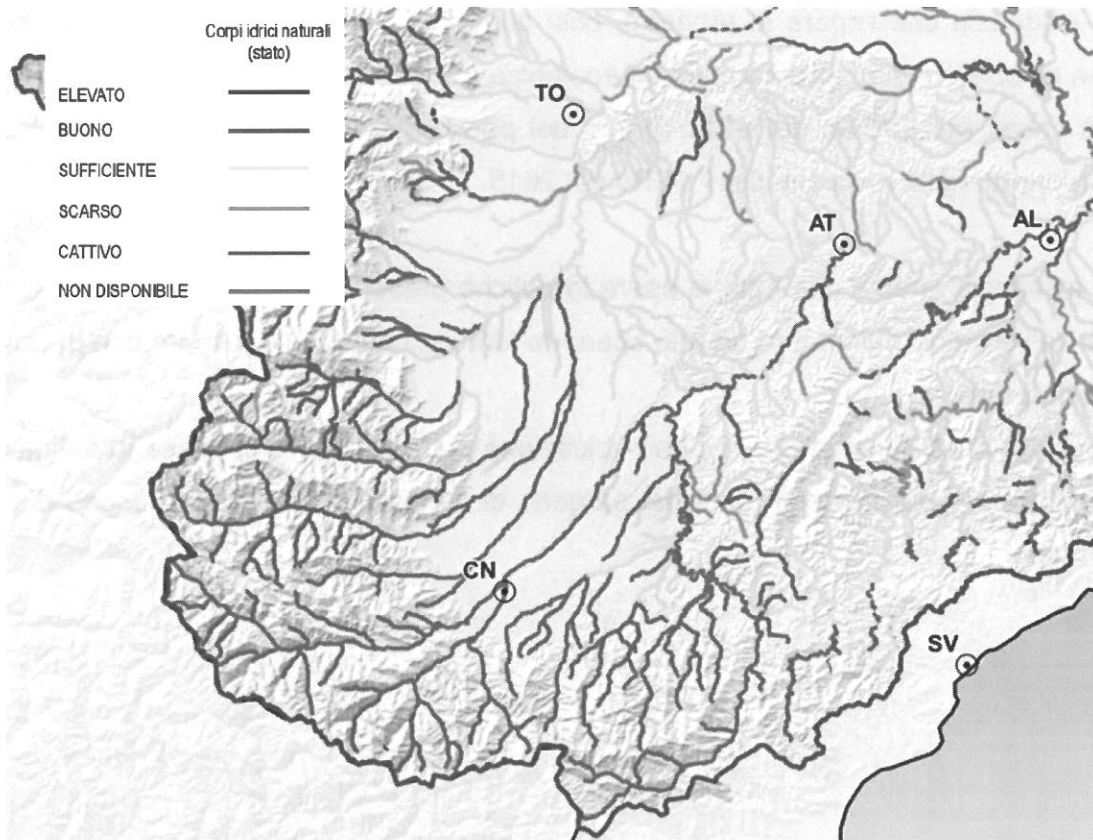 Corpi idrici naturali
(stato)
ELEVATO
BUONO
SUFFICIENTE
SCARSO
CATTIVO
NON DISPONIBILE
TO
AT
AL
CN
SV